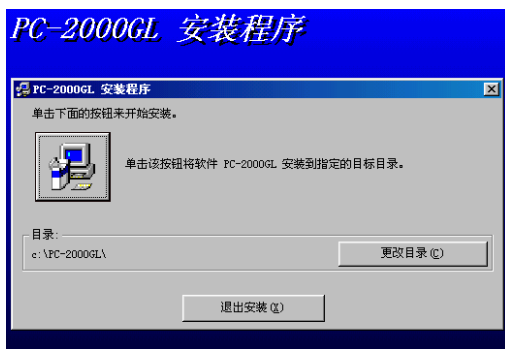 PC-2000GL 安装程序
PC-2000GL 安装程序
单击下面的按钮来开始安装。
单击该按钮将软件 PC-2000GL 安装到指定的目标目录。
目录:
c:\PC-2000GL\
更改目录(C)
退出安装(X)